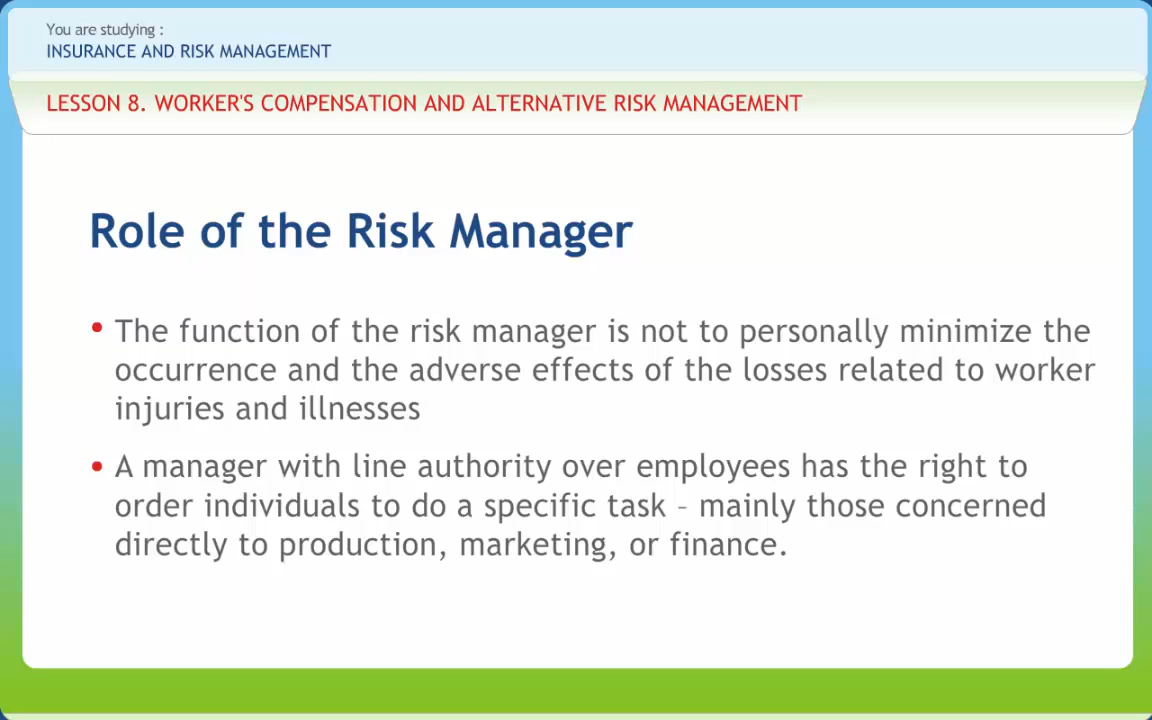 You are studying :
INSURANCE AND RISK MANAGEMENT
LESSON 8. WORKER'S COMPENSATION AND ALTERNATIVE RISK MANAGEMENT
Role of the Risk Manager
• The function of the risk manager is not to personally minimize the
occurrence and the adverse effects of the losses related to worker
injuries and illnesses
• A manager with line authority over employees has the right to
order individuals to do a specific task – mainly those concerned
directly to production, marketing, or finance.